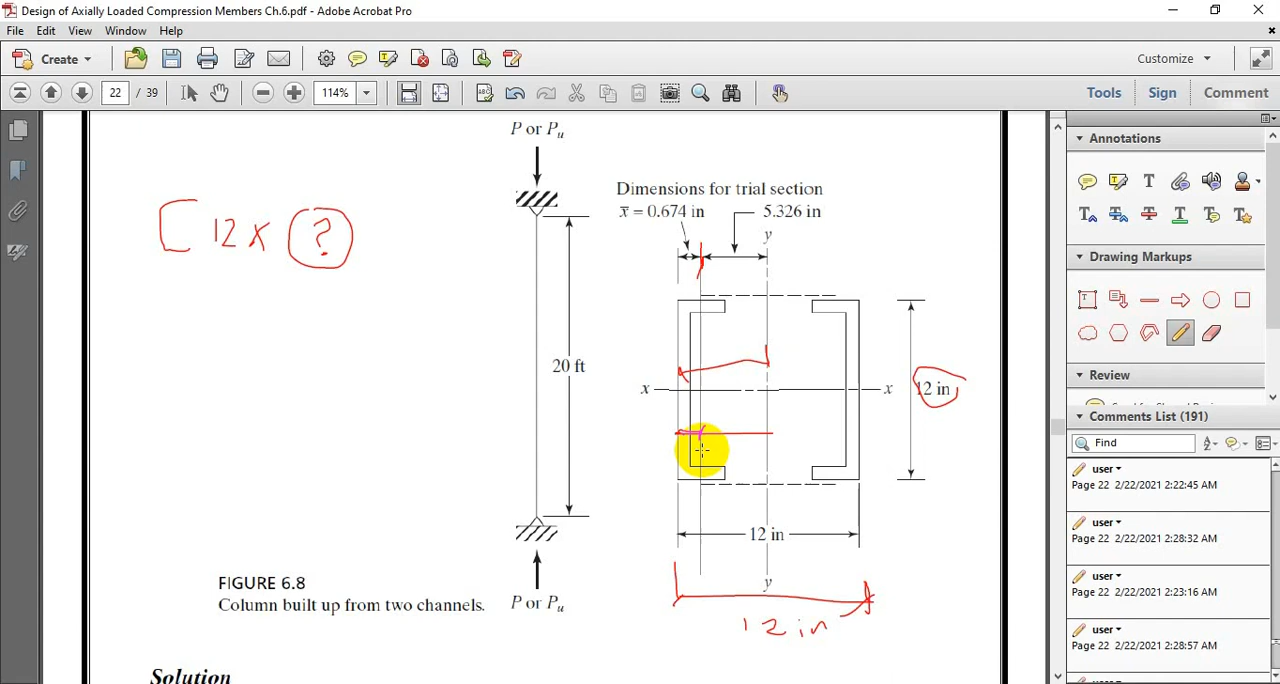 Design of Axially Loaded Compression Members Ch.6.pdf - Adobe Acrobat Pro
File Edit View Window Help
Create
Customize
22 / 39
114%
Tools Sign Comment
P or Pu
Dimensions for trial section
x̅ = 0.674 in
5.326 in
y
[ 12 x ?
20 ft
x
x
12 in
12 in
y
12 in
FIGURE 6.8
Column built up from two channels.
P or Pu
Solution
Annotations
T
T
Drawing Markups
Review
Comments List (191)
Find
user
Page 22 2/22/2021 2:22:45 AM
user
Page 22 2/22/2021 2:28:32 AM
user
Page 22 2/22/2021 2:23:16 AM
user
Page 22 2/22/2021 2:28:57 AM